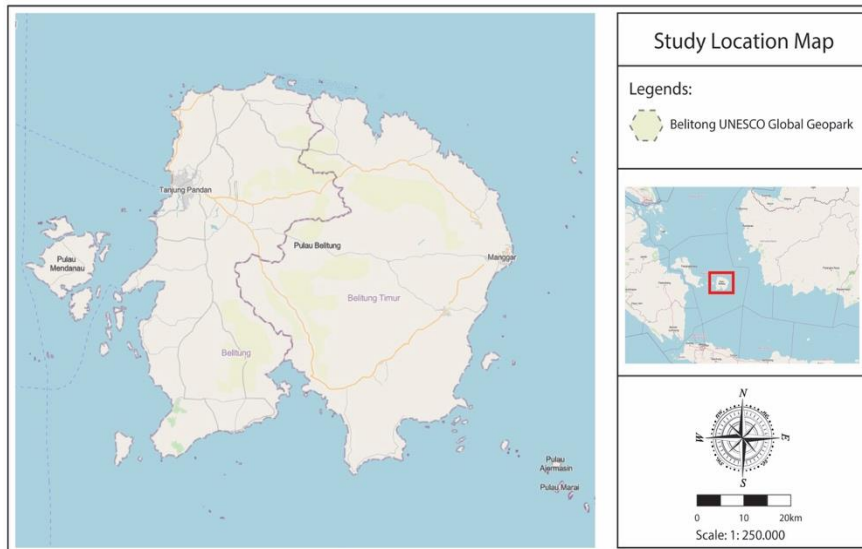 Study Location Map
Legends:
Belitong UNESCO Global Geopark
Tanjung Pandan
Pulau
Mendanau
Pulau Belitung
Manggar
Belitung Timur
Belitung
Pulau
Ajermasin
Pulau Marai
N
W
E
S
0 10 20km
Scale: 1: 250.000